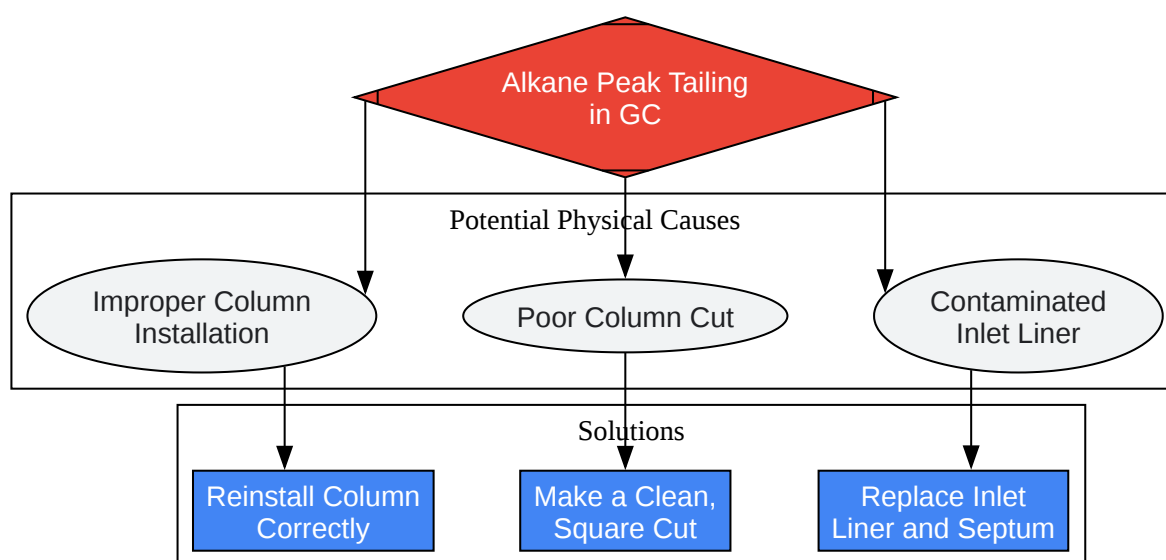 Alkane Peak Tailing
in GC
Potential Physical Causes
Improper Column
Installation
Poor Column Cut
Contaminated
Inlet Liner
Solutions
Reinstall Column
Correctly
Make a Clean,
Square Cut
Replace Inlet
Liner and Septum